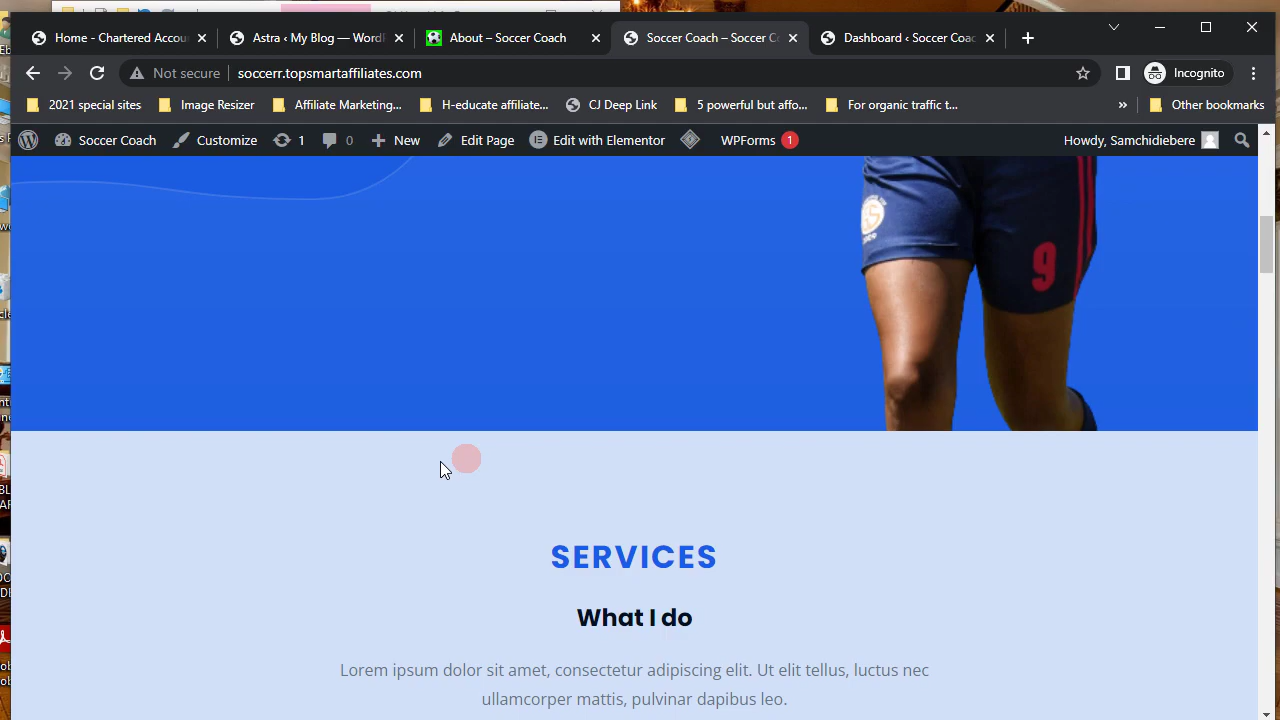 Home - Chartered Accou
Astra ‹ My Blog — WordP
About – Soccer Coach
Soccer Coach – Soccer C
Dashboard ‹ Soccer Coac
Not secure
soccerr.topsmartaffiliates.com
Incognito
2021 special sites
Image Resizer
Affiliate Marketing...
H-educate affiliate...
CJ Deep Link
5 powerful but affo...
For organic traffic t...
»
Other bookmarks
Soccer Coach
Customize
1
0
New
Edit Page
Edit with Elementor
WPForms 1
Howdy, Samchidiebere
9
SERVICES
What I do
Lorem ipsum dolor sit amet, consectetur adipiscing elit. Ut elit tellus, luctus nec
ullamcorper mattis, pulvinar dapibus leo.